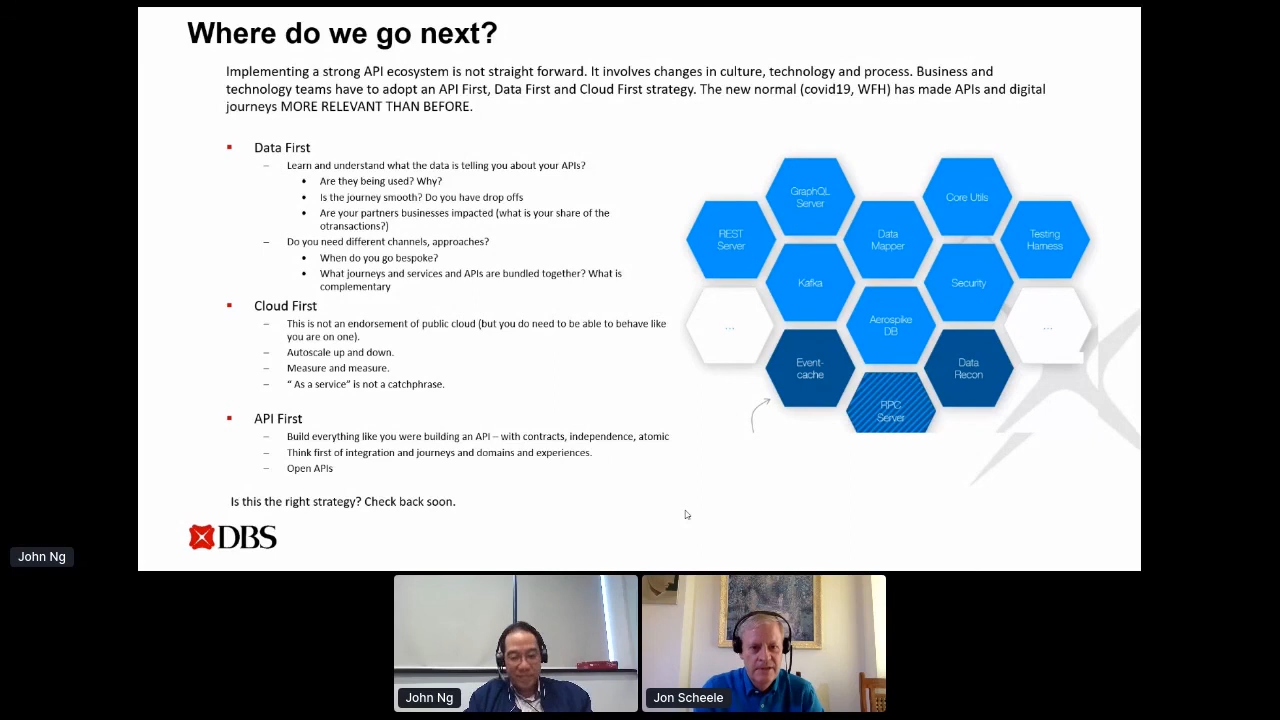 Where do we go next?
Implementing a strong API ecosystem is not straight forward. It involves changes in culture, technology and process. Business and
technology teams have to adopt an API First, Data First and Cloud First strategy. The new normal (covid19, WFH) has made APIs and digital
journeys MORE RELEVANT THAN BEFORE.
Data First
– Learn and understand what the data is telling you about your APIs?
• Are they being used? Why?
• Is the journey smooth? Do you have drop offs
• Are your partners businesses impacted (what is your share of the
otransactions?)
– Do you need different channels, approaches?
• When do you go bespoke?
• What journeys and services and APIs are bundled together? What is
complementary
Cloud First
– This is not an endorsement of public cloud (but you do need to be able to behave like
you are on one).
– Autoscale up and down.
– Measure and measure.
– “ As a service” is not a catchphrase.
API First
– Build everything like you were building an API – with contracts, independence, atomic
– Think first of integration and journeys and domains and experiences.
– Open APIs
Is this the right strategy? Check back soon.
GraphQL
Server
Core Utils
REST
Server
Data
Mapper
Testing
Harness
Kafka
Security
...
Aerospike
DB
...
Event-
cache
Data
Recon
RPC
Server
DBS
John Ng
John Ng
Jon Scheele